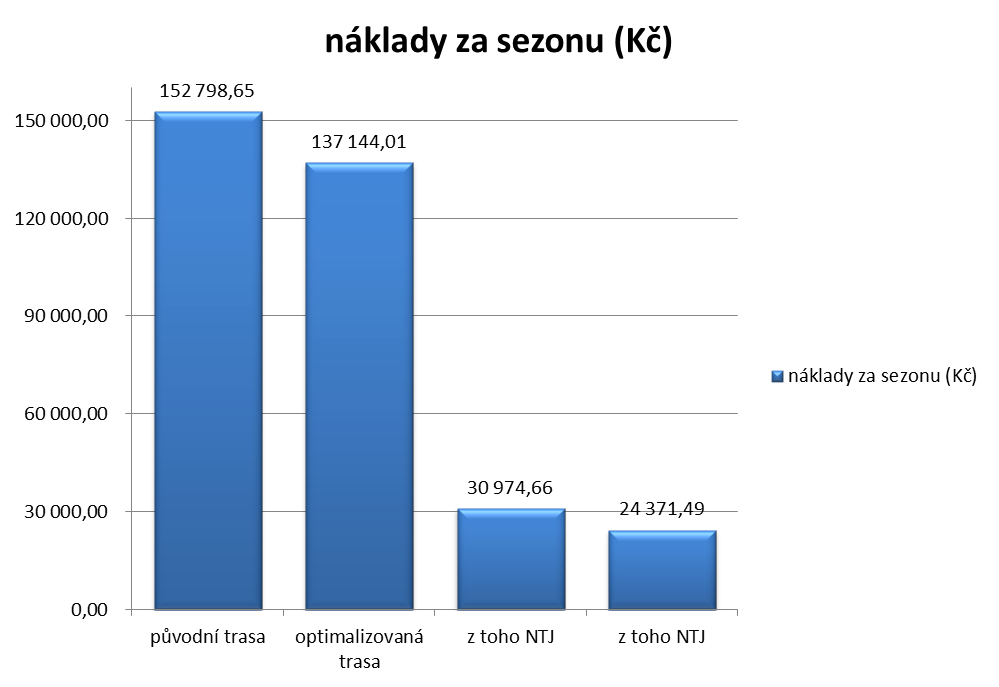 náklady za sezonu (Kč)
152 798,65
137 144,01
30 974,66
24 371,49
150 000,00
120 000,00
90 000,00
60 000,00
30 000,00
0,00
původní trasa
optimalizovaná
trasa
z toho NTJ
z toho NTJ
náklady za sezonu (Kč)